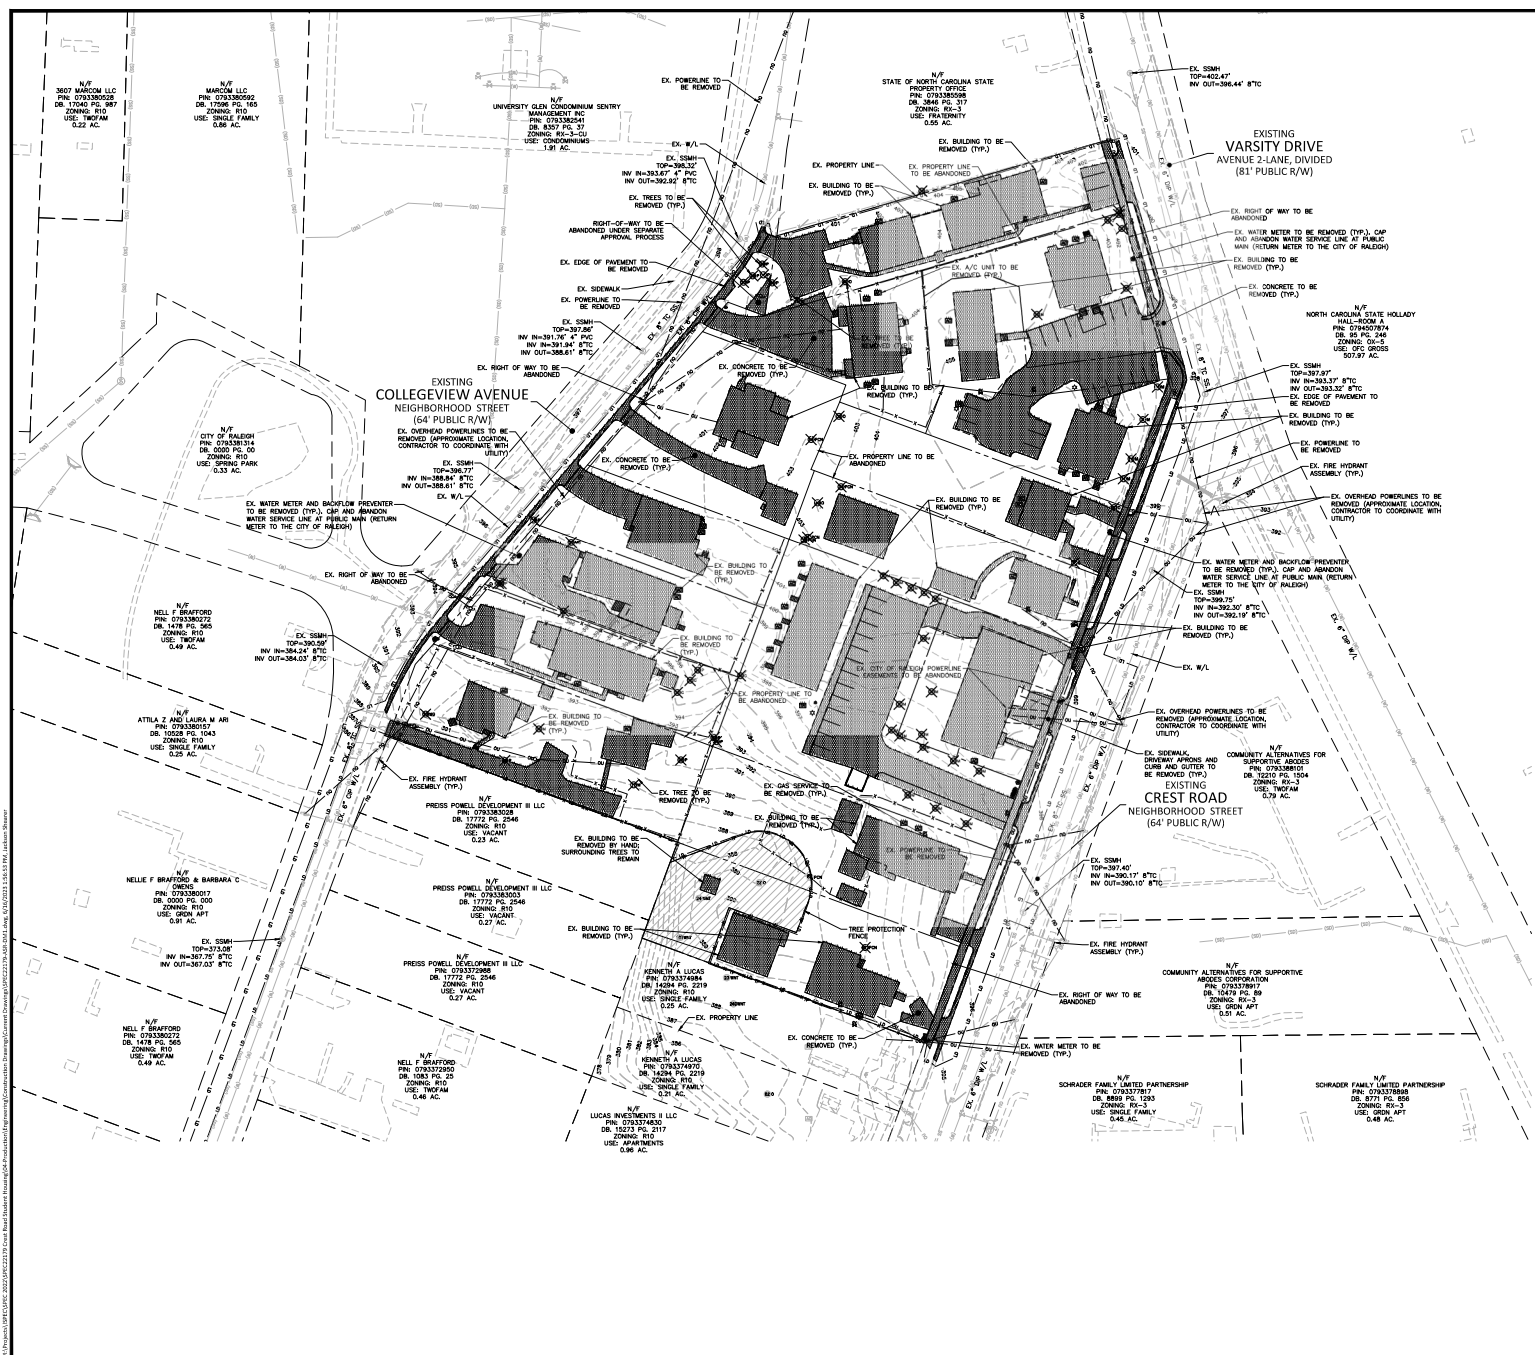 N/F
3607 MARCOM LLC
PIN: 0793380528
DB. 17040 PG. 987
ZONING: R10
USE: TWOFAM
0.22 AC.
N/F
MARCOM LLC
PIN: 0793380592
DB. 17596 PG. 165
ZONING: R10
USE: SINGLE FAMILY
0.86 AC.
N/F
UNIVERSITY GLEN CONDOMINIUM SENTRY
MANAGEMENT INC
PIN: 0793382541
DB. 8357 PG. 37
ZONING: RX-3-CU
USE: CONDOMINIUMS
1.91 AC.
EX. POWERLINE TO
BE REMOVED
N/F
STATE OF NORTH CAROLINA STATE
PROPERTY OFFICE
PIN: 0793385598
DB. 3846 PG. 317
ZONING: RX-3
USE: FRATERNITY
0.55 AC.
EX. SSMH
TOP=402.47'
INV OUT=396.44' 8"TC
EXISTING
VARSITY DRIVE
AVENUE 2-LANE, DIVIDED
(81' PUBLIC R/W)
EX. W/L
EX. SSMH
TOP=398.32'
INV IN=393.67' 4" PVC
INV OUT=392.92' 8"TC
EX. TREES TO BE
REMOVED (TYP.)
RIGHT-OF-WAY TO BE
ABANDONED UNDER SEPARATE
APPROVAL PROCESS
EX. EDGE OF PAVEMENT TO
BE REMOVED
EX. SIDEWALK
EX. POWERLINE TO
BE REMOVED
EX. SSMH
TOP=397.86'
INV IN=391.76' 4" PVC
INV IN=391.94' 8"TC
INV OUT=388.61' 8"TC
EX. RIGHT OF WAY TO BE
ABANDONED
EX. BUILDING TO BE
REMOVED (TYP.)
EX. PROPERTY LINE
EX. PROPERTY LINE
TO BE ABANDONED
EX. BUILDING TO BE
REMOVED (TYP.)
EX. RIGHT OF WAY TO BE
ABANDONED
EX. WATER METER TO BE REMOVED (TYP.). CAP
AND ABANDON WATER SERVICE LINE AT PUBLIC
MAIN (RETURN METER TO THE CITY OF RALEIGH)
EX. BUILDING TO BE
REMOVED (TYP.)
EX. CONCRETE TO BE
REMOVED (TYP.)
EX. A/C UNIT TO BE
REMOVED (TYP.)
EX. TREE TO BE
REMOVED (TYP.)
N/F
NORTH CAROLINA STATE HOLLADY
HALL-ROOM A
PIN: 0794507874
DB. 95 PG. 246
ZONING: OX-5
USE: OFC GROSS
507.97 AC.
EX. SSMH
TOP=397.97'
INV IN=393.37' 8"TC
INV OUT=393.32' 8"TC
EX. EDGE OF PAVEMENT TO
BE REMOVED
EX. BUILDING TO BE
REMOVED (TYP.)
EX. POWERLINE TO
BE REMOVED
EX. FIRE HYDRANT
ASSEMBLY (TYP.)
EX. OVERHEAD POWERLINES TO BE
REMOVED (APPROXIMATE LOCATION,
CONTRACTOR TO COORDINATE WITH
UTILITY)
EXISTING
COLLEGEVIEW AVENUE
NEIGHBORHOOD STREET
(64' PUBLIC R/W)
EX. OVERHEAD POWERLINES TO BE
REMOVED (APPROXIMATE LOCATION,
CONTRACTOR TO COORDINATE WITH
UTILITY)
EX. SSMH
TOP=396.77'
INV IN=388.84' 8"TC
INV OUT=388.61' 8"TC
EX. W/L
EX. WATER METER AND BACKFLOW PREVENTER
TO BE REMOVED (TYP.). CAP AND ABANDON
WATER SERVICE LINE AT PUBLIC MAIN (RETURN
METER TO THE CITY OF RALEIGH)
N/F
CITY OF RALEIGH
PIN: 0793381314
DB. 0000 PG. 00
ZONING: R10
USE: SPRING PARK
0.33 AC.
EX. CONCRETE TO BE
REMOVED (TYP.)
EX. BUILDING TO BE
REMOVED (TYP.)
EX. CONCRETE TO BE
REMOVED (TYP.)
EX. PROPERTY LINE TO BE
ABANDONED
EX. BUILDING TO BE
REMOVED (TYP.)
EX. BUILDING TO
BE REMOVED
(TYP.)
EX. RIGHT OF WAY TO BE
ABANDONED
N/F
NELL F BRAFFORD
PIN: 0793380272
DB. 1478 PG. 565
ZONING: R10
USE: TWOFAM
0.49 AC.
EX. SSMH
TOP=390.59'
INV IN=384.24' 8"TC
INV OUT=384.03' 8"TC
EX. WATER METER AND BACKFLOW PREVENTER
TO BE REMOVED (TYP.). CAP AND ABANDON
WATER SERVICE LINE AT PUBLIC MAIN (RETURN
METER TO THE CITY OF RALEIGH)
EX. SSMH
TOP=399.75'
INV IN=392.30' 8"TC
INV OUT=392.19' 8"TC
EX. BUILDING TO BE
REMOVED (TYP.)
EX. W/L
EX. BUILDING TO
BE REMOVED
(TYP.)
EX. CITY OF RALEIGH POWERLINE
EASEMENTS TO BE ABANDONED
EX. PROPERTY LINE TO
BE ABANDONED
EX. BUILDING TO
BE REMOVED
(TYP.)
EX. OVERHEAD POWERLINES TO BE
REMOVED (APPROXIMATE LOCATION,
CONTRACTOR TO COORDINATE WITH
UTILITY)
EX. SIDEWALK,
DRIVEWAY APRONS AND
CURB AND GUTTER TO
BE REMOVED (TYP.)
N/F
COMMUNITY ALTERNATIVES FOR
SUPPORTIVE ABODES
PIN: 0793388101
DB. 12210 PG. 1504
ZONING: RX-3
USE: TWOFAM
0.79 AC.
EXISTING
CREST ROAD
NEIGHBORHOOD STREET
(64' PUBLIC R/W)
N/F
ATTILA Z AND LAURA M ARI
PIN: 0793380157
DB. 10528 PG. 1043
ZONING: R10
USE: SINGLE FAMILY
0.25 AC.
EX. FIRE HYDRANT
ASSEMBLY (TYP.)
N/F
PREISS POWELL DEVELOPMENT III LLC
PIN: 0793383028
DB. 17772 PG. 2546
ZONING: R10
USE: VACANT
0.23 AC.
EX. TREE TO BE
REMOVED (TYP.)
EX. GAS SERVICE TO
BE REMOVED (TYP.)
EX. BUILDING TO BE
REMOVED (TYP.)
EX. BUILDING TO BE
REMOVED BY HAND;
SURROUNDING TREES TO
REMAIN
EX. POWERLINE TO
BE REMOVED
EX. SSMH
TOP=397.40'
INV IN=390.17' 8"TC
INV OUT=390.10' 8"TC
N/F
NELLIE F BRAFFORD & BARBARA C
OWENS
PIN: 0793380017
DB. 0000 PG. 000
ZONING: R10
USE: GRDN APT
0.91 AC.
N/F
PREISS POWELL DEVELOPMENT III LLC
PIN: 0793383003
DB. 17772 PG. 2546
ZONING: R10
USE: VACANT
0.27 AC.
EX. BUILDING TO BE
REMOVED (TYP.)
TREE PROTECTION
FENCE
EX. FIRE HYDRANT
ASSEMBLY (TYP.)
EX. SSMH
TOP=373.08'
INV IN=367.75' 8"TC
INV OUT=367.03' 8"TC
N/F
PREISS POWELL DEVELOPMENT III LLC
PIN: 0793372988
DB. 17772 PG. 2546
ZONING: R10
USE: VACANT
0.27 AC.
N/F
KENNETH A LUCAS
PIN: 0793374984
DB. 14294 PG. 2219
ZONING: R10
USE: SINGLE FAMILY
0.25 AC.
EX. PROPERTY LINE
EX. RIGHT OF WAY TO BE
ABANDONED
N/F
COMMUNITY ALTERNATIVES FOR SUPPORTIVE
ABODES CORPORATION
PIN: 0793378917
DB. 10479 PG. 89
ZONING: RX-3
USE: GRDN APT
0.51 AC.
N/F
NELL F BRAFFORD
PIN: 0793380272
DB. 1478 PG. 565
ZONING: R10
USE: TWOFAM
0.49 AC.
N/F
NELL F BRAFFORD
PIN: 0793372950
DB. 1083 PG. 25
ZONING: R10
USE: TWOFAM
0.46 AC.
N/F
KENNETH A LUCAS
PIN: 0793374970
DB. 14294 PG. 2219
ZONING: R10
USE: SINGLE FAMILY
0.21 AC.
EX. CONCRETE TO BE
REMOVED (TYP.)
EX. WATER METER TO BE
REMOVED (TYP.)
N/F
LUCAS INVESTMENTS II LLC
PIN: 0793374830
DB. 15273 PG. 2117
ZONING: R10
USE: APARTMENTS
0.96 AC.
N/F
SCHRADER FAMILY LIMITED PARTNERSHIP
PIN: 0793377817
DB. 8899 PG. 1293
ZONING: RX-3
USE: SINGLE FAMILY
0.45 AC.
N/F
SCHRADER FAMILY LIMITED PARTNERSHIP
PIN: 0793378898
DB. 8771 PG. 856
ZONING: RX-3
USE: GRDN APT
0.48 AC.